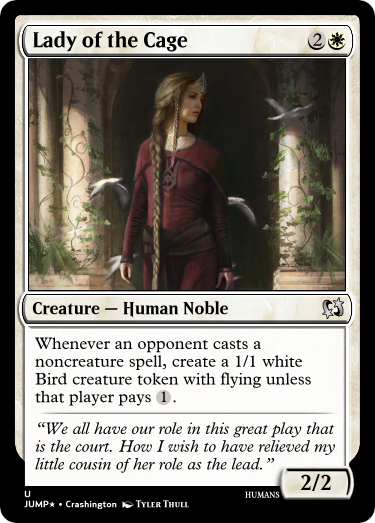 Lady of the Cage 2
Creature — Human Noble
Whenever an opponent casts a
noncreature spell, create a 1/1 white
Bird creature token with flying unless
that player pays 1.
“We all have our role in this great play that
is the court. How I wish to have relieved my
little cousin of her role as the lead.”
2/2
U HUMANS
JUMP★ • Crashington TYLER THULL